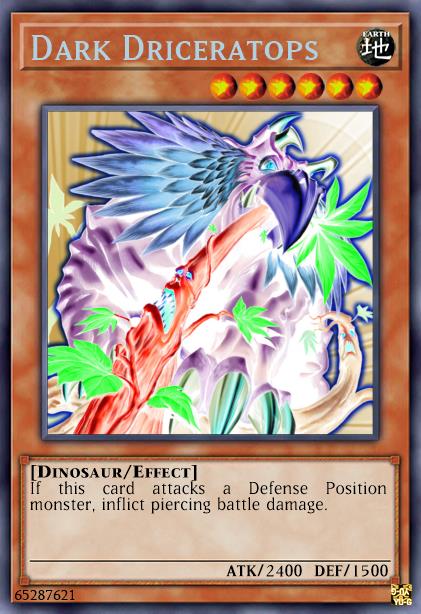 Dark Driceratops
EARTH
地
[Dinosaur/Effect]
If this card attacks a Defense Position
monster, inflict piercing battle damage.
ATK/2400 DEF/1500
65287621